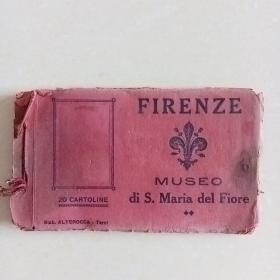 FIRENZE
MUSEO
di S. Maria del Fiore
20 CARTOLINE
Stab. ALTEROCCA - Terni